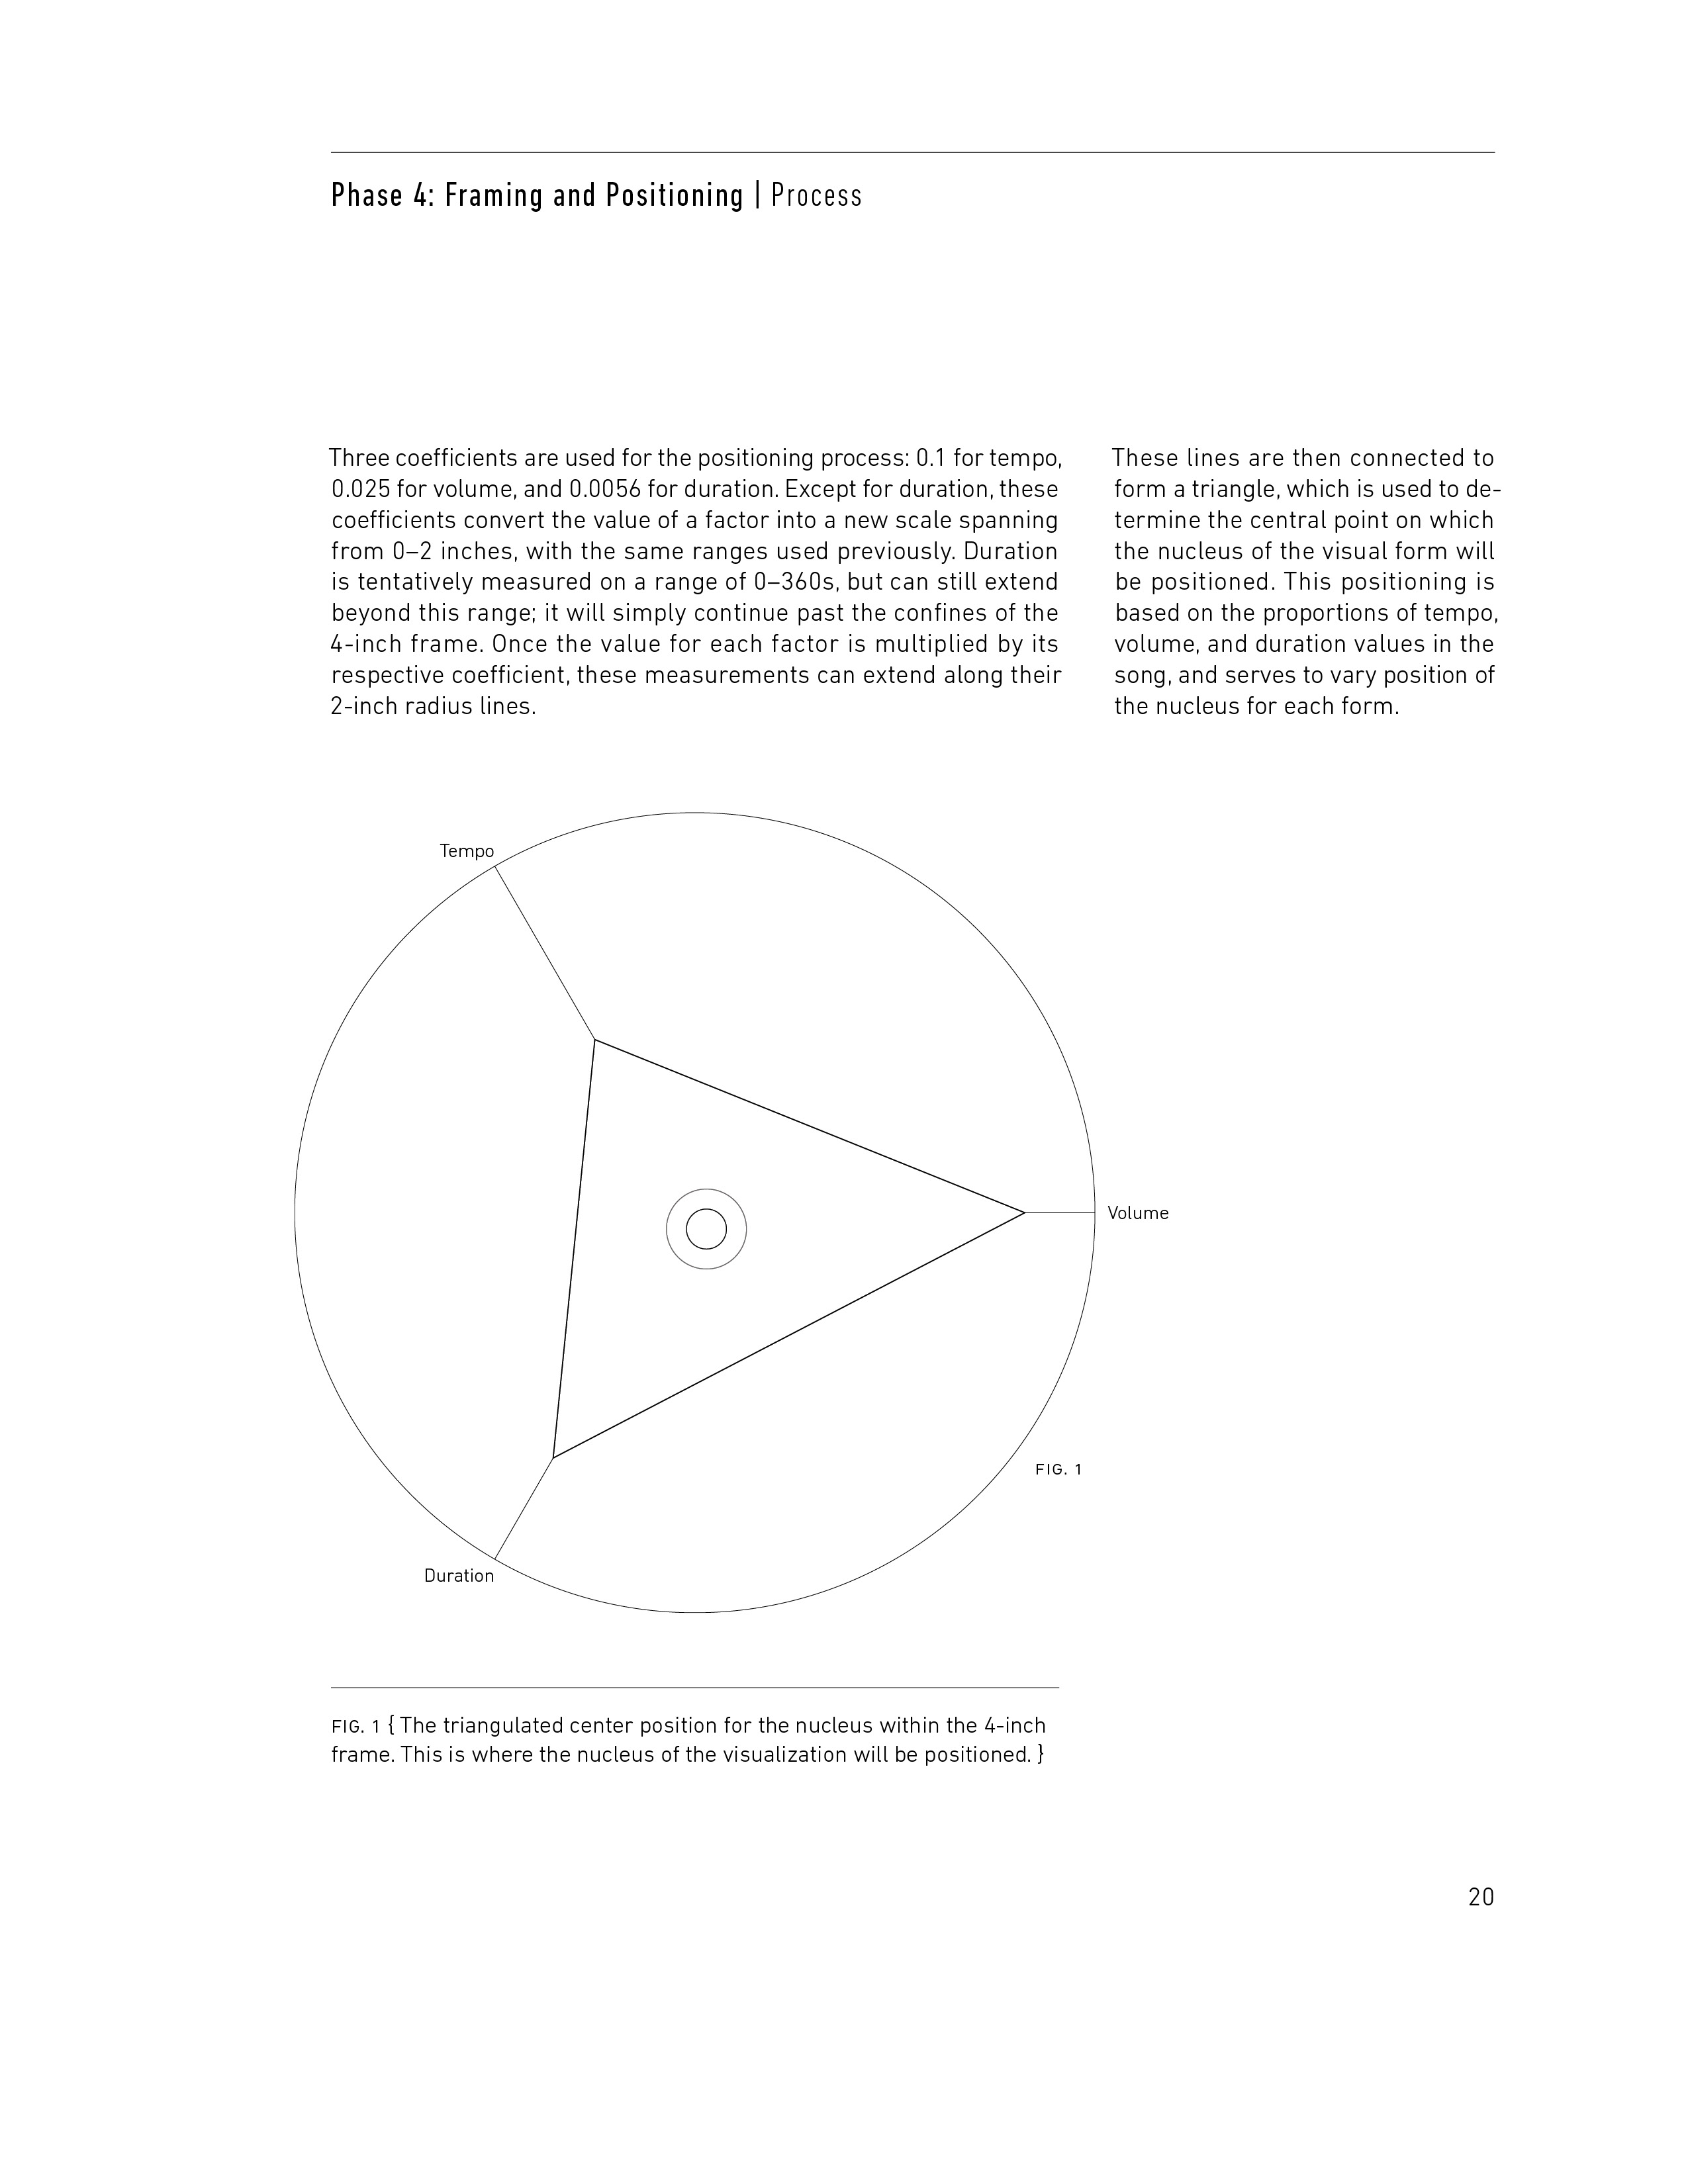 Phase 4: Framing and Positioning | Process
Three coefficients are used for the positioning process: 0.1 for tempo,
0.025 for volume, and 0.0056 for duration. Except for duration, these
coefficients convert the value of a factor into a new scale spanning
from 0–2 inches, with the same ranges used previously. Duration
is tentatively measured on a range of 0–360s, but can still extend
beyond this range; it will simply continue past the confines of the
4-inch frame. Once the value for each factor is multiplied by its
respective coefficient, these measurements can extend along their
2-inch radius lines.
These lines are then connected to
form a triangle, which is used to de-
termine the central point on which
the nucleus of the visual form will
be positioned. This positioning is
based on the proportions of tempo,
volume, and duration values in the
song, and serves to vary position of
the nucleus for each form.
Tempo
Volume
FIG. 1
Duration
FIG. 1 { The triangulated center position for the nucleus within the 4-inch
frame. This is where the nucleus of the visualization will be positioned. }
20